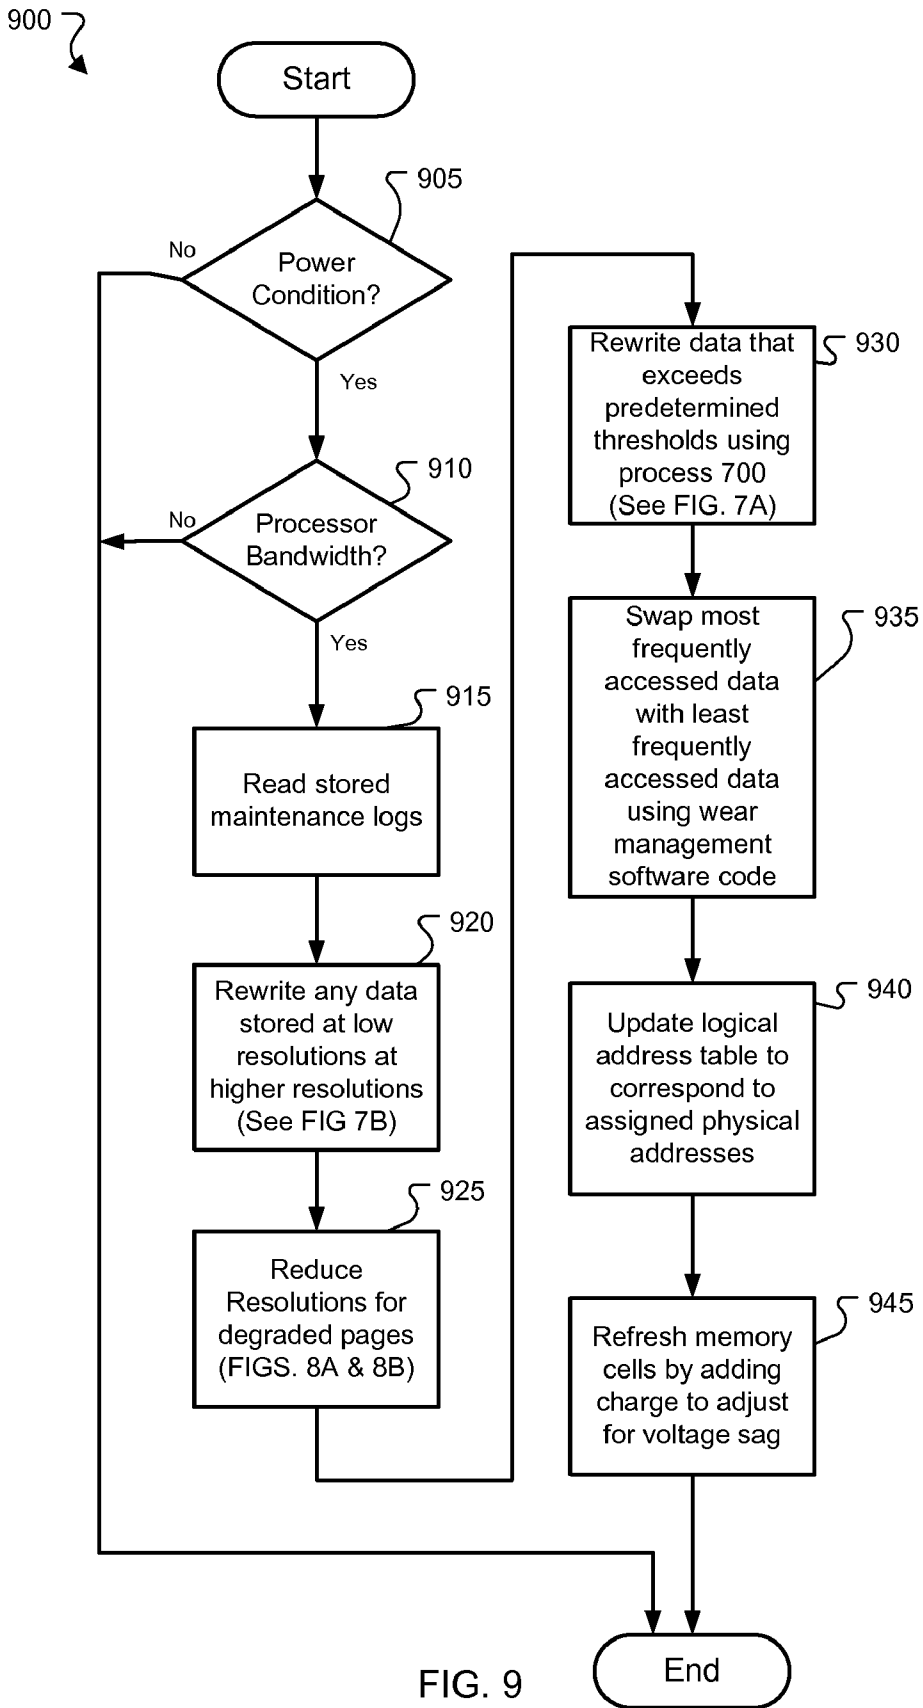 900
Start
905
No
Power
Condition?
Yes
910
No
Processor
Bandwidth?
Yes
915
Read stored
maintenance logs
920
Rewrite any data
stored at low
resolutions at
higher resolutions
(See FIG 7B)
925
Reduce
Resolutions for
degraded pages
(FIGS. 8A & 8B)
930
Rewrite data that
exceeds
predetermined
thresholds using
process 700
(See FIG. 7A)
935
Swap most
frequently
accessed data
with least
frequently
accessed data
using wear
management
software code
940
Update logical
address table to
correspond to
assigned physical
addresses
945
Refresh memory
cells by adding
charge to adjust
for voltage sag
End
FIG. 9